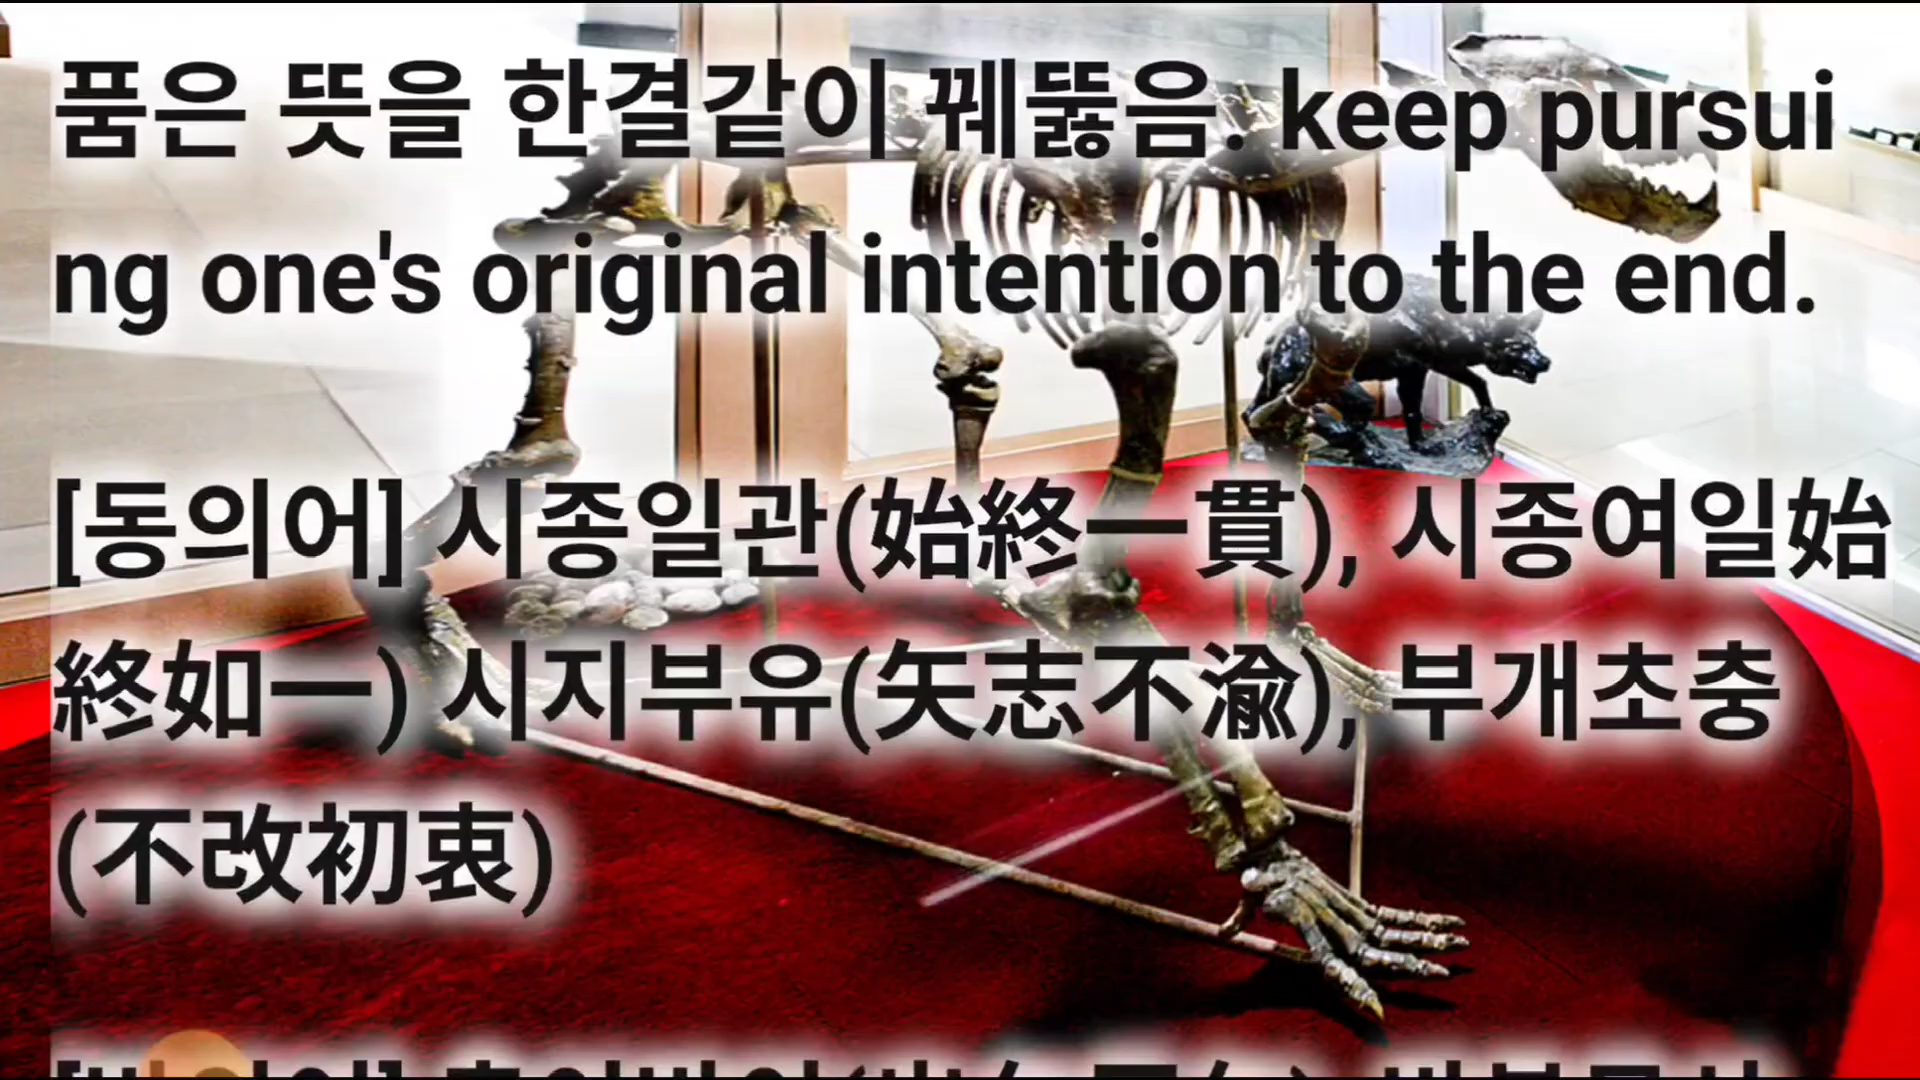 품은 뜻을 한결같이 꿰뚫음. keep pursui
ng one's original intention to the end.
[동의어] 시종일관(始終一貫), 시종여일始
終如一) 시지부유(矢志不渝), 부개초충
(不改初衷)